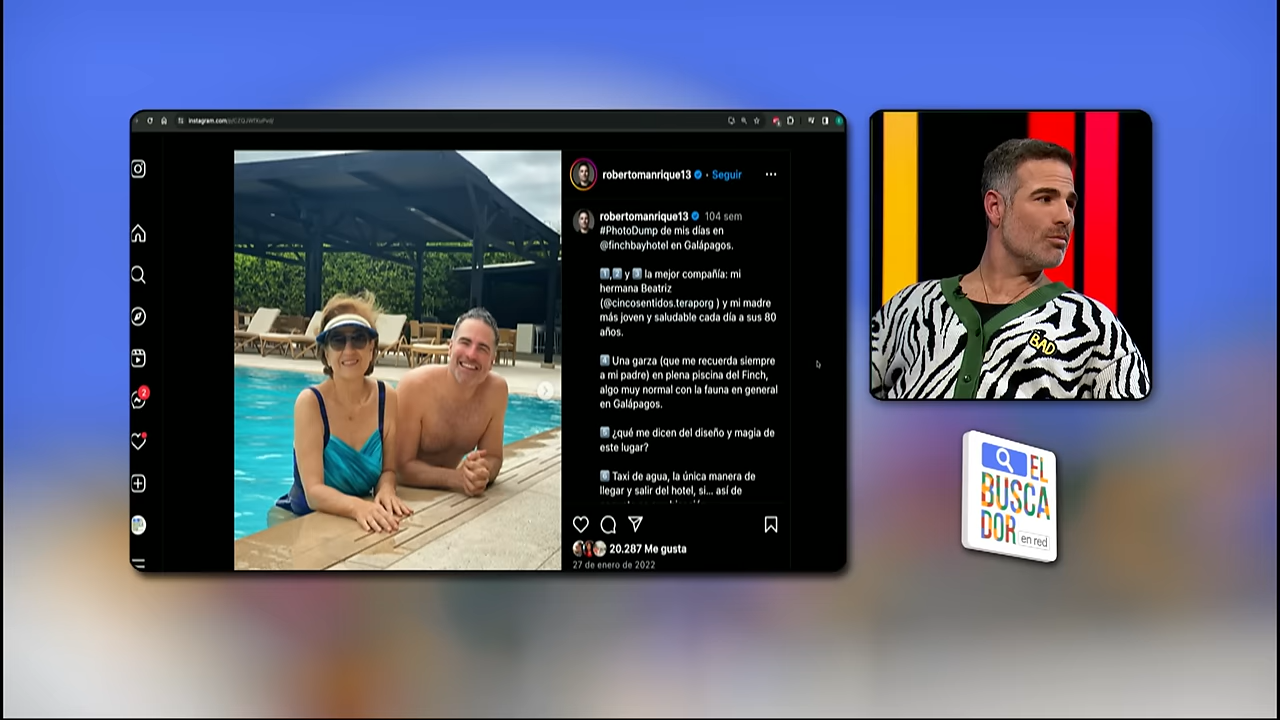 robertomanrique13 • Seguir
robertomanrique13 104 sem
#PhotoDump de mis días en
@finchbayhotel en Galápagos.
1,2 y 3 la mejor compañía: mi
hermana Beatriz
(@cincosentidos.teraporg ) y mi madre
más joven y saludable cada día a sus 80
años.
4 Una garza (que me recuerda siempre
a mi padre) en plena piscina del Finch,
algo muy normal con la fauna en general
en Galápagos.
5 ¿qué me dicen del diseño y magia de
este lugar?
6 Taxi de agua, la única manera de
llegar y salir del hotel, si... así de
20.287 Me gusta
27 de enero de 2022
2
BAD
EL
BUSCA
DOR
en red